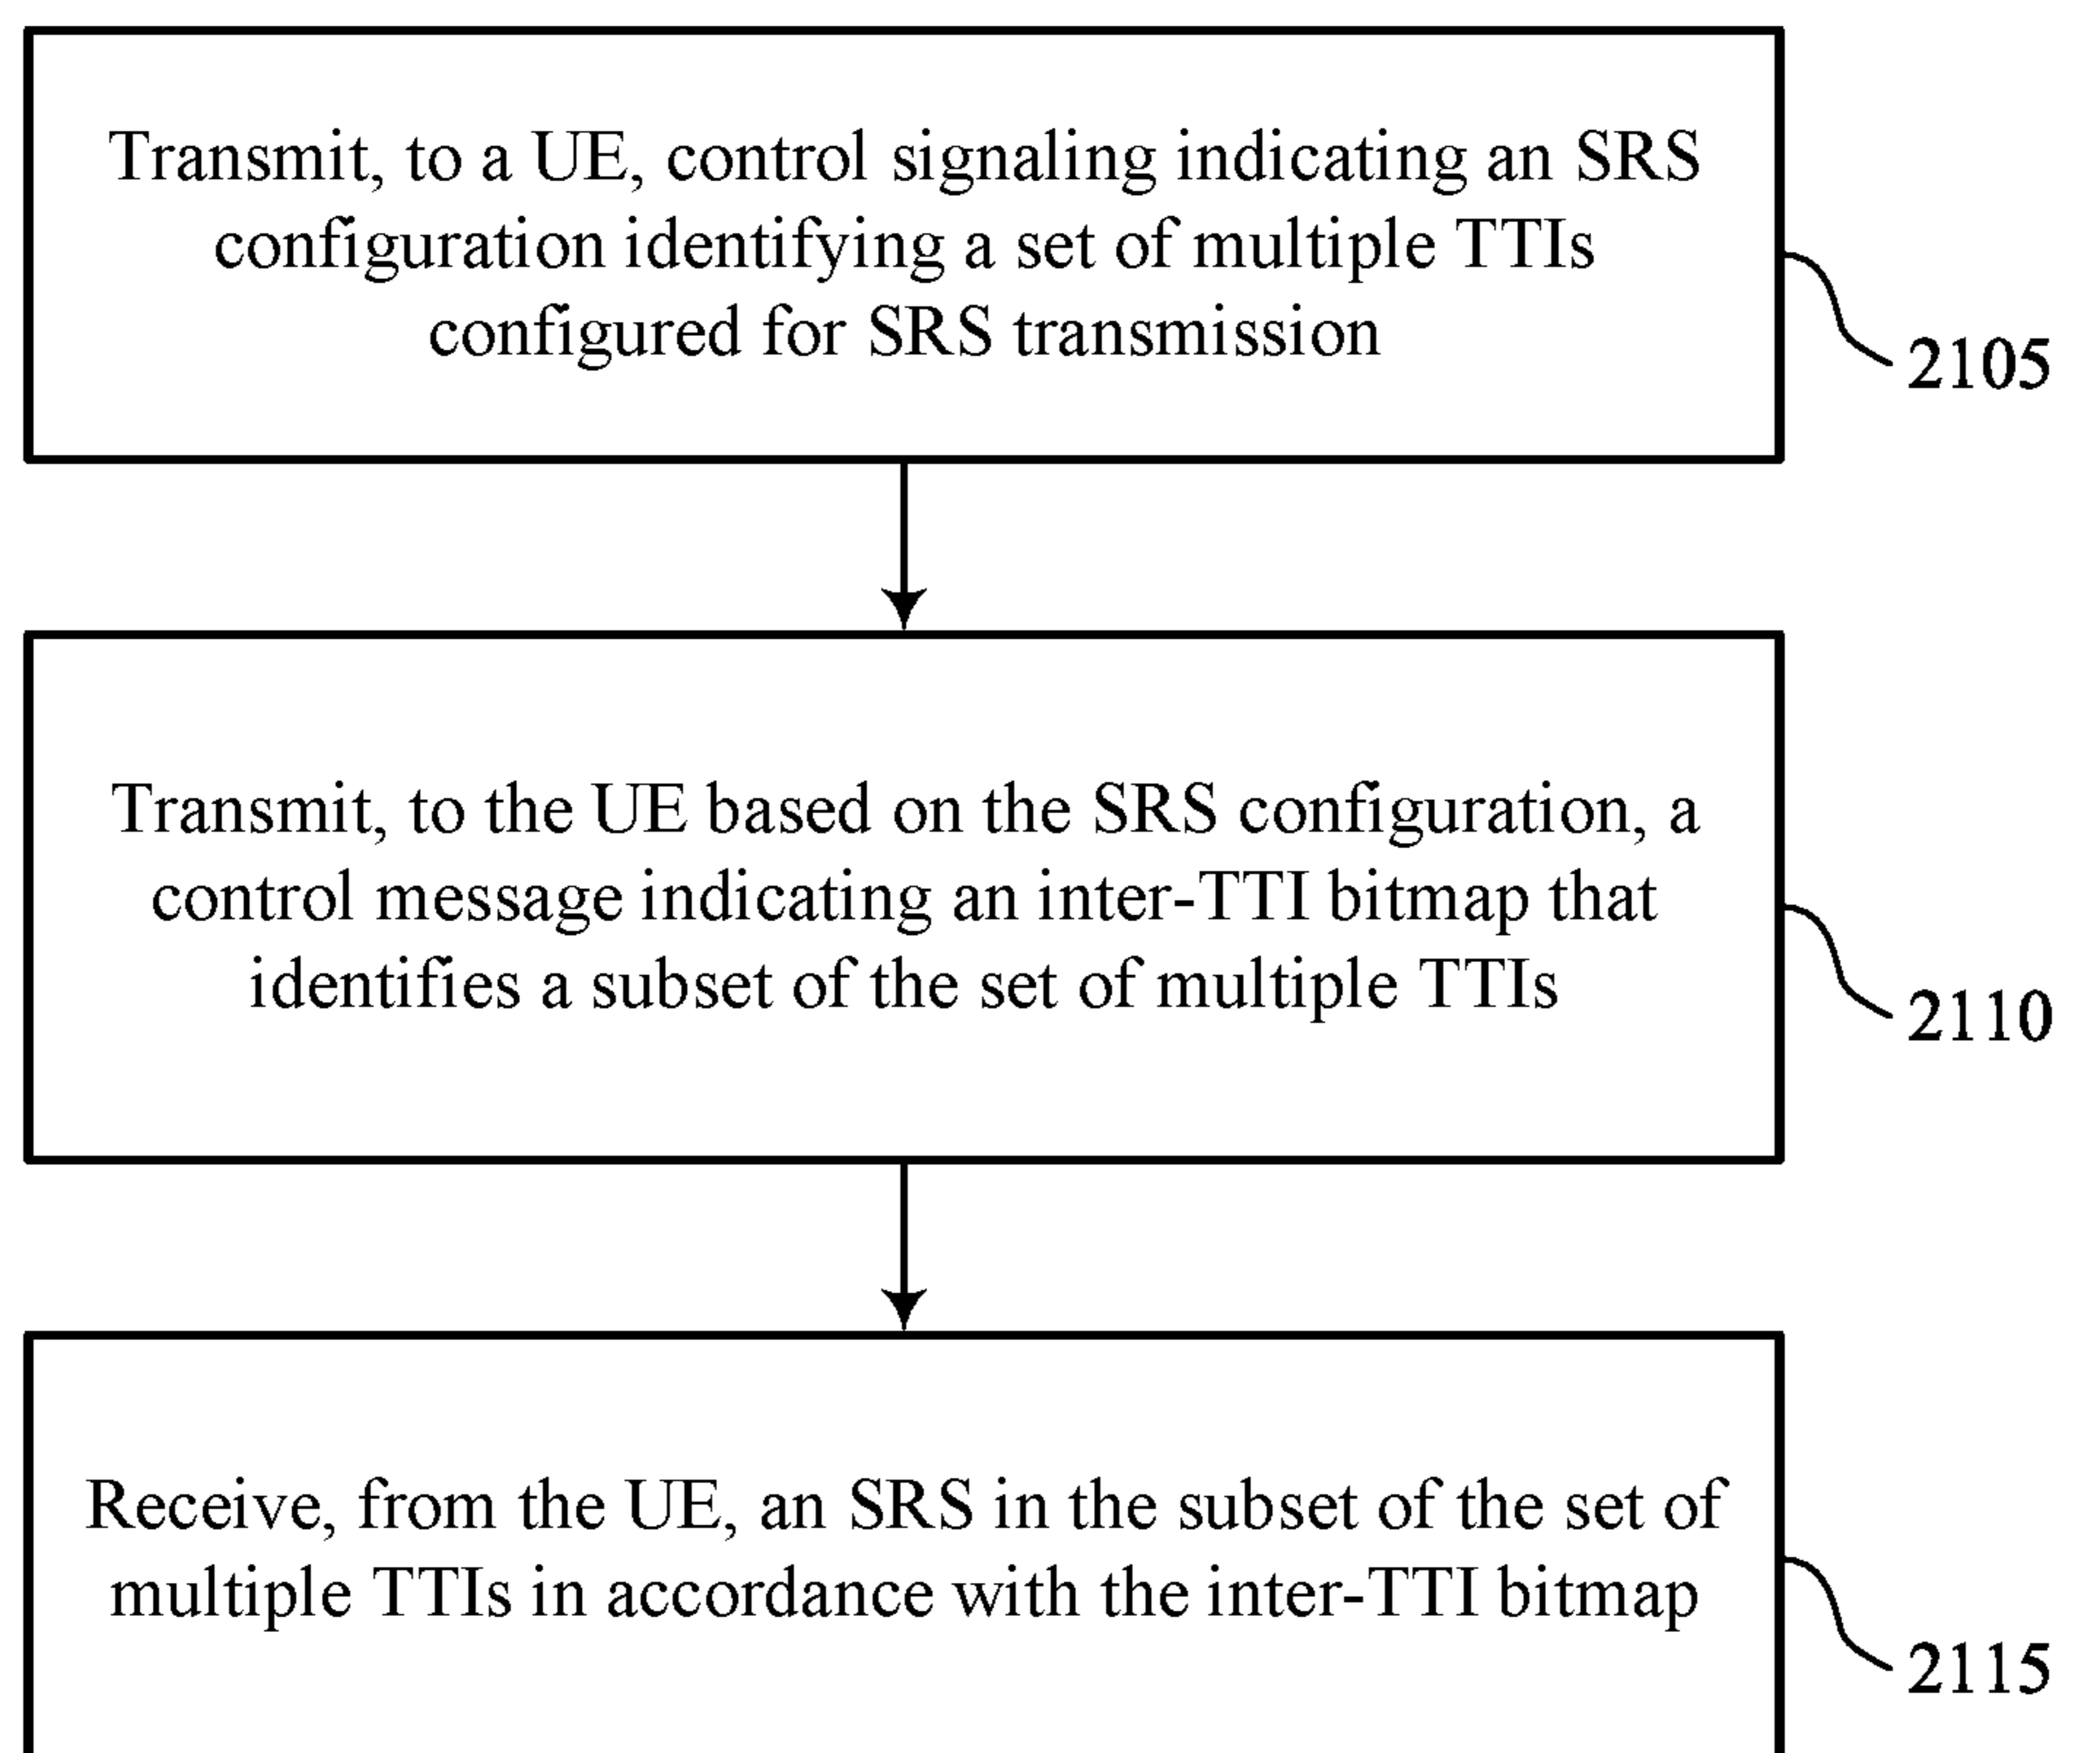 Transmit, to a UE, control signaling indicating an SRS
configuration identifying a set of multiple TTIs
configured for SRS transmission
2105
Transmit, to the UE based on the SRS configuration, a
control message indicating an inter-TTI bitmap that
identifies a subset of the set of multiple TTIs
2110
Receive, from the UE, an SRS in the subset of the set of
multiple TTIs in accordance with the inter-TTI bitmap
2115